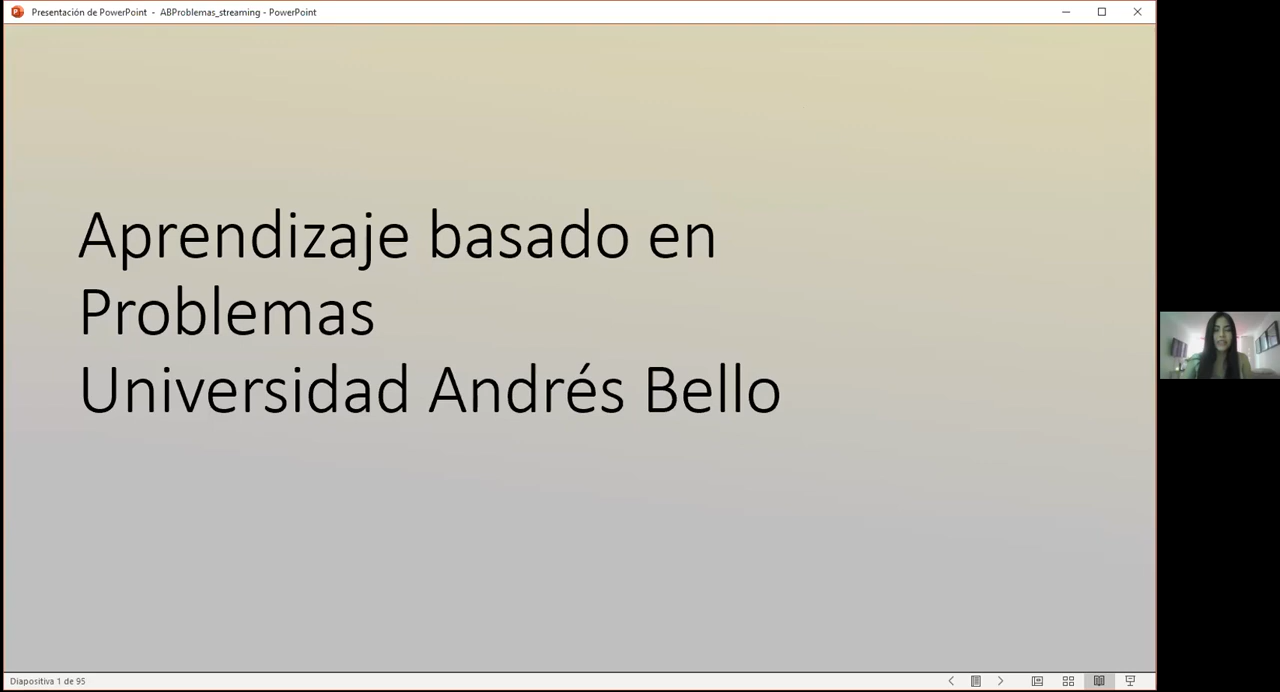 Presentación de PowerPoint - ABProblemas_streaming - PowerPoint
Aprendizaje basado en
Problemas
Universidad Andrés Bello
Diapositiva 1 de 95